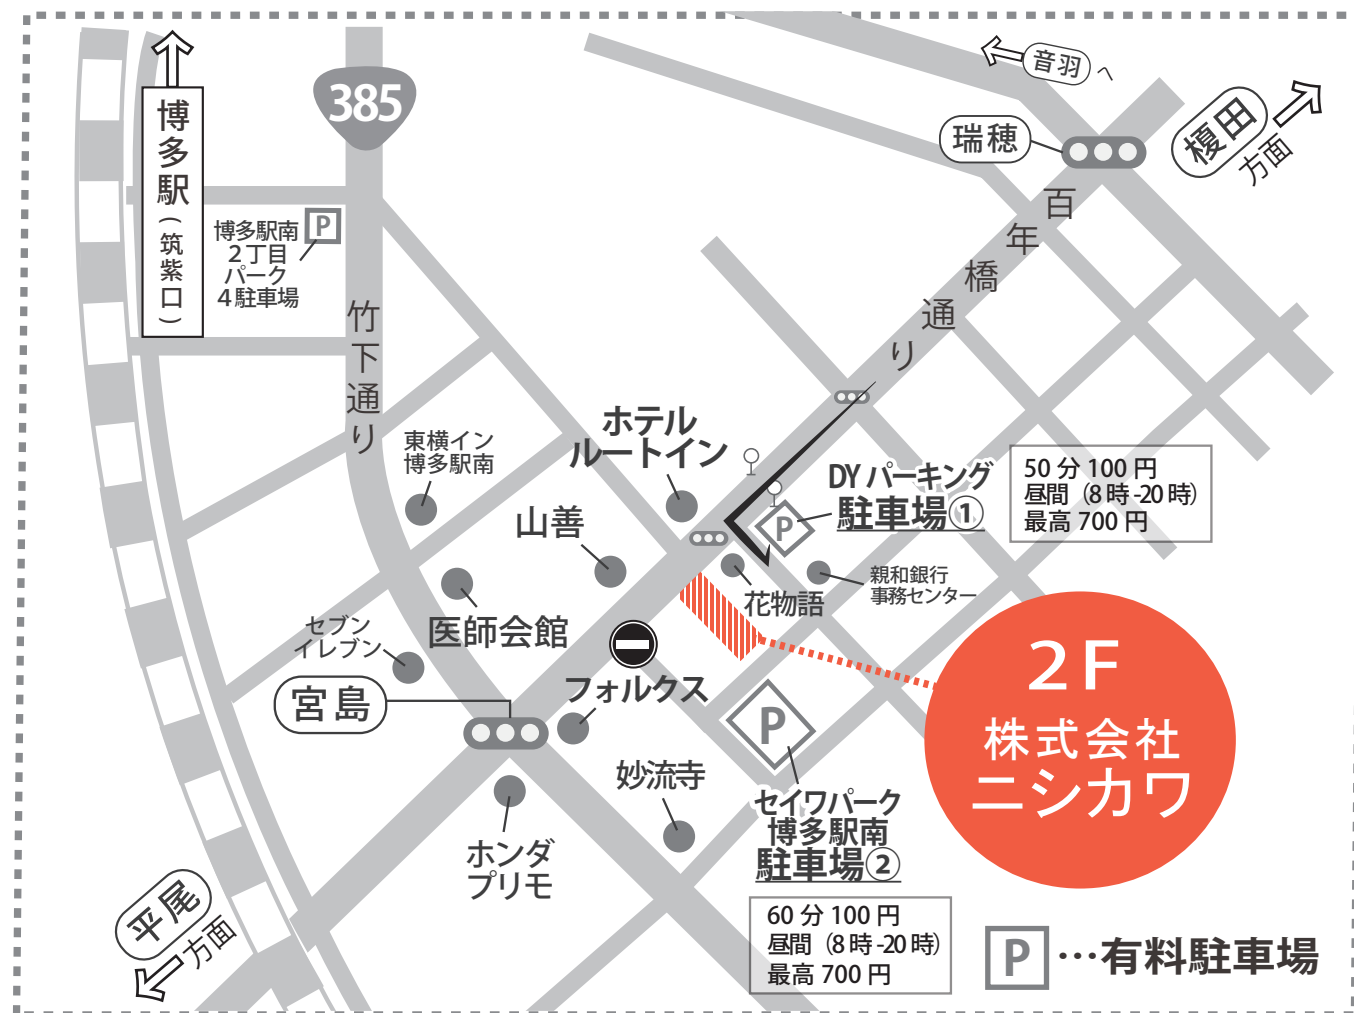 博多駅（筑紫口）
385
音羽へ
瑞穂
榎田
方面
博多駅南
２丁目
パーク
４駐車場
P
百年橋通り
竹下通り
東横イン
博多駅南
ホテル
ルートイン
山善
DYパーキング
駐車場①
P
50分100円
昼間（8時-20時）
最高700円
親和銀行
事務センター
花物語
医師会館
セブン
イレブン
宮島
フォルクス
P
２F
株式会社
ニシカワ
妙流寺
セイワパーク
博多駅南
駐車場②
ホンダ
プリモ
60分100円
昼間（8時-20時）
最高700円
平尾
方面
P…有料駐車場